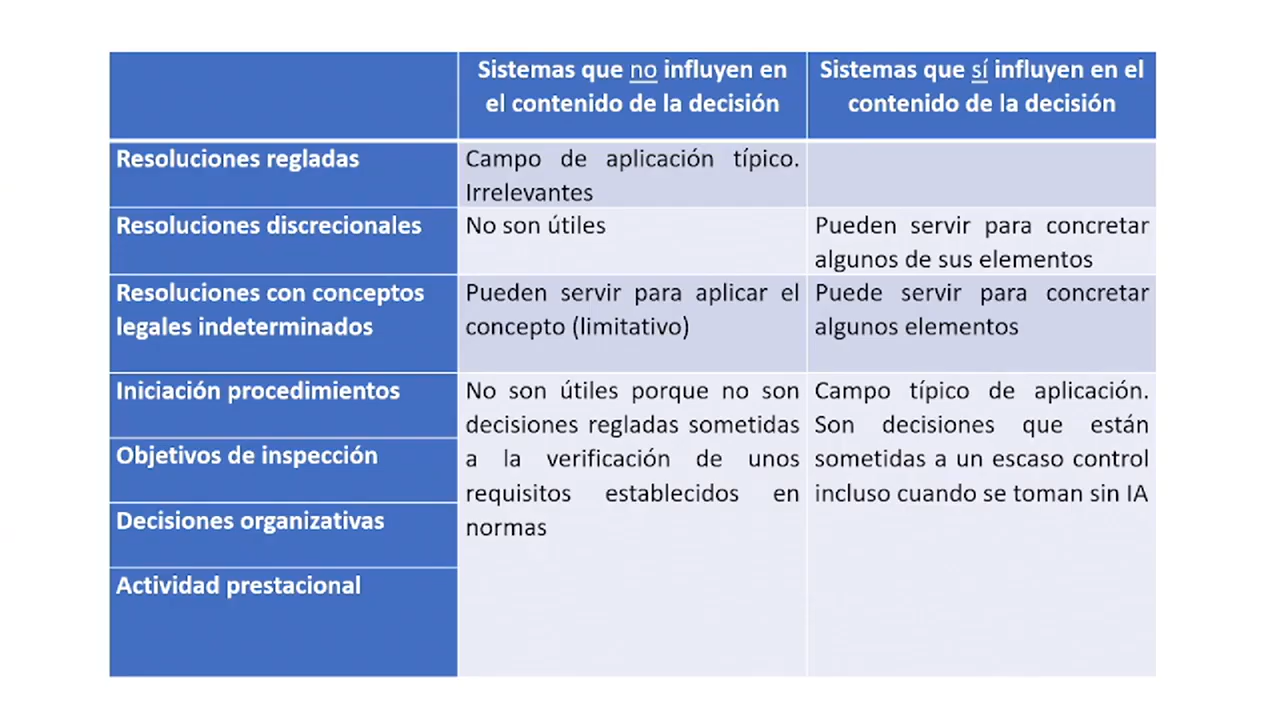 Sistemas que no influyen en
el contenido de la decisión
Sistemas que sí influyen en el
contenido de la decisión
Resoluciones regladas
Campo de aplicación típico.
Irrelevantes
Resoluciones discrecionales
No son útiles
Pueden servir para concretar
algunos de sus elementos
Resoluciones con conceptos
legales indeterminados
Pueden servir para aplicar el
concepto (limitativo)
Puede servir para concretar
algunos elementos
Iniciación procedimientos
Objetivos de inspección
Decisiones organizativas
Actividad prestacional
No son útiles porque no son
decisiones regladas sometidas
a la verificación de unos
requisitos establecidos en
normas
Campo típico de aplicación.
Son decisiones que están
sometidas a un escaso control
incluso cuando se toman sin IA